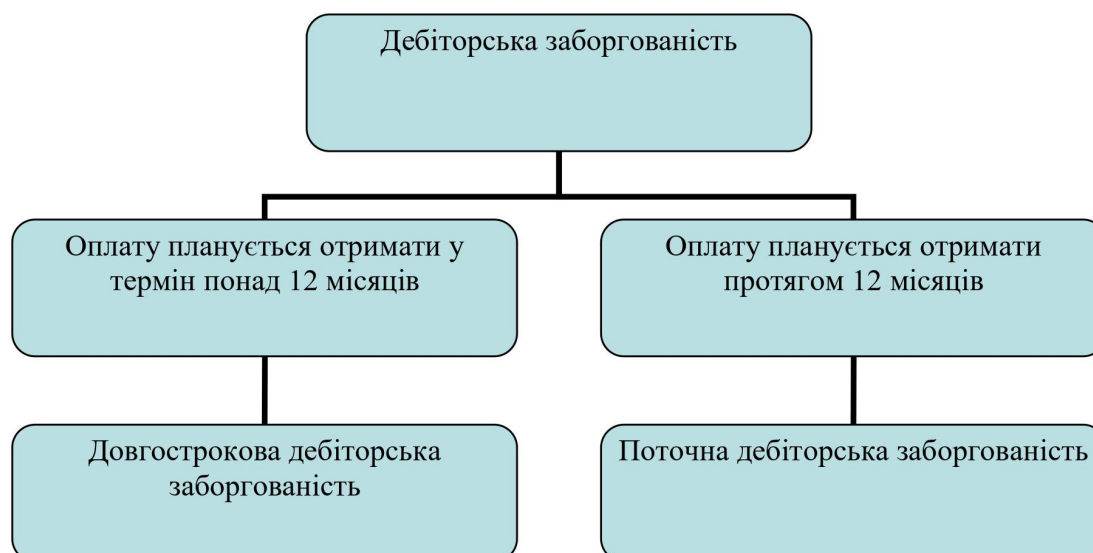 Дебіторська заборгованість
Оплату планується отримати у
термін понад 12 місяців
Оплату планується отримати
протягом 12 місяців
Довгострокова дебіторська
заборгованість
Поточна дебіторська заборгованість